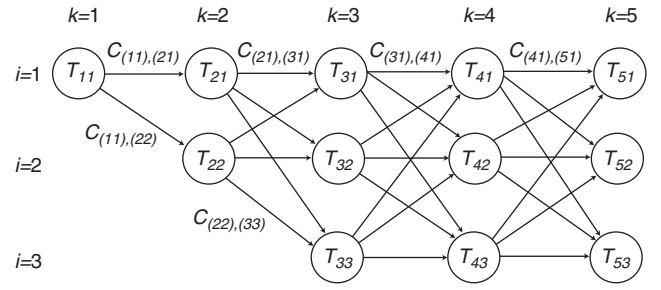 k=1 k=2 k=3 k=4 k=5
C(11),(21) C(21),(31) C(31),(41) C(41),(51)
i=1 T11 T21 T31 T41 T51
C(11),(22)
i=2 T22 T32 T42 T52
C(22),(33)
i=3 T33 T43 T53